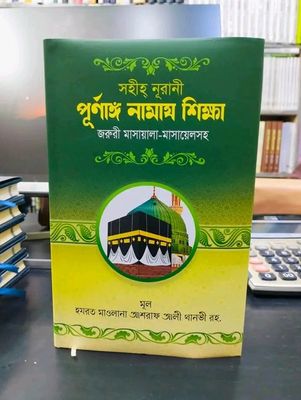 সহীহ্ নূরানী
পূর্ণাঙ্গ নামায শিক্ষা
জরুরী মাসায়ালা-মাসায়েলসহ
মূল
হযরত মাওলানা আশরাফ আলী থানভী রহ.